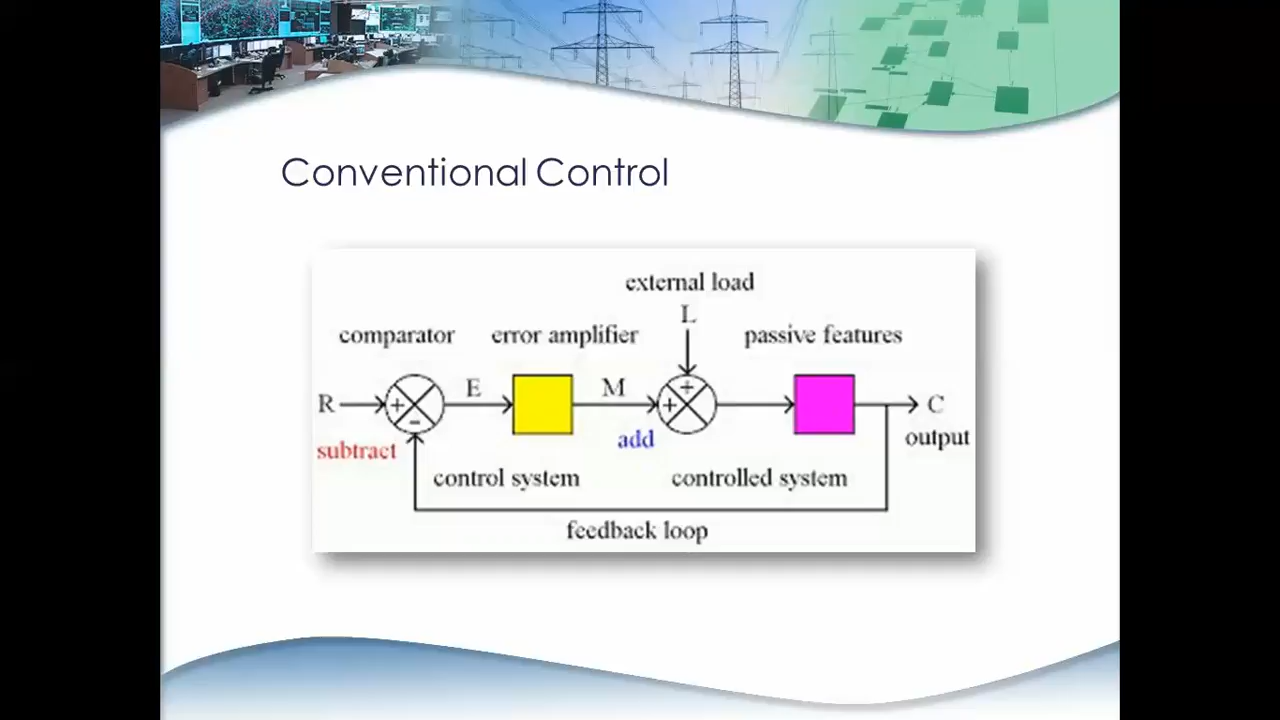 Conventional Control
external load
L
comparator
error amplifier
passive features
R
+
-
E
M
+
+
C
subtract
add
output
control system
controlled system
feedback loop